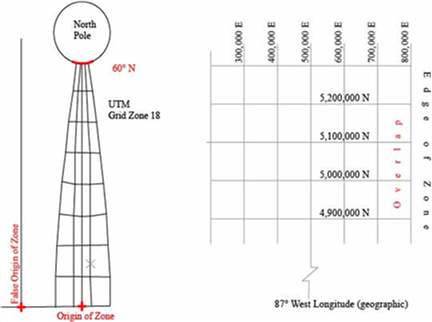 North
Pole
60° N
UTM
Grid Zone 18
False Origin of Zone
Origin of Zone
300,000 E
400,000 E
500,000 E
600,000 E
700,000 E
800,000 E
5,200,000 N
5,100,000 N
5,000,000 N
4,900,000 N
Overlap
Edge of Zone
87° West Longitude (geographic)